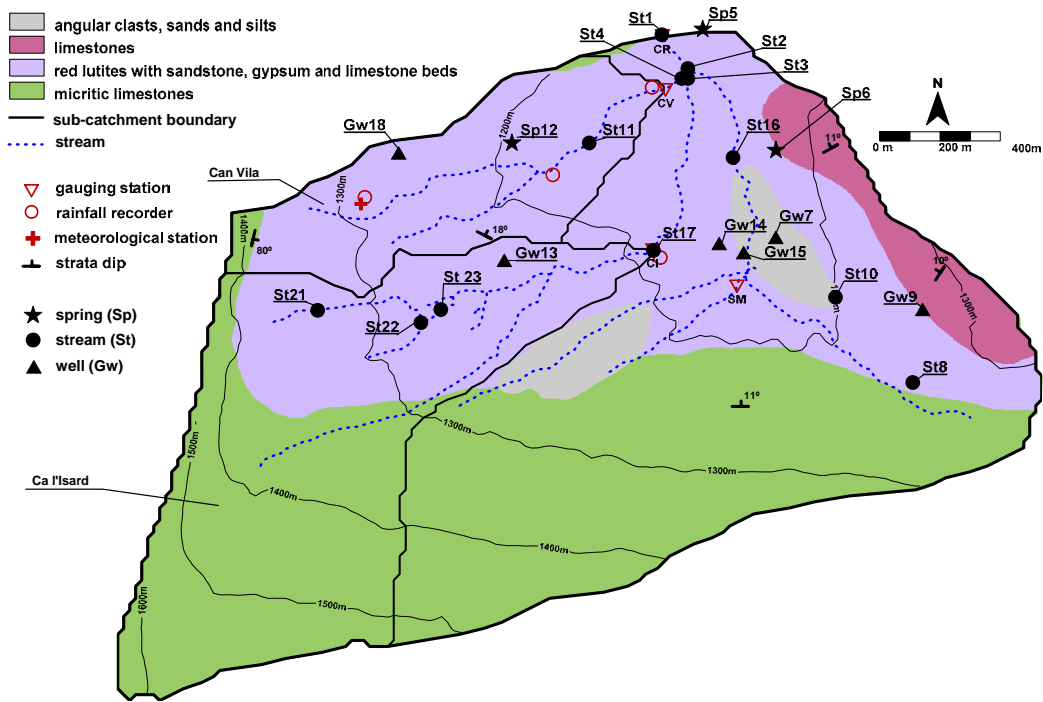 angular clasts, sands and silts
limestones
red lutites with sandstone, gypsum and limestone beds
micritic limestones
sub-catchment boundary
stream
gauging station
rainfall recorder
meteorological station
strata dip
spring (Sp)
stream (St)
well (Gw)
Can Vila
Ca l'Isard
St1
Sp5
CR
St4
St2
St3
CV
Sp6
N
0
200 m
400m
11º
Gw18
Sp12
St11
St16
1200m
1300m
1400m
80º
18º
Gw13
St17
CI
Gw14
Gw7
Gw15
SM
St10
Gw9
10º
1300m
St21
St22
St 23
St8
11º
1300m
1300m
1500m
1400m
1400m
1500m
1600m